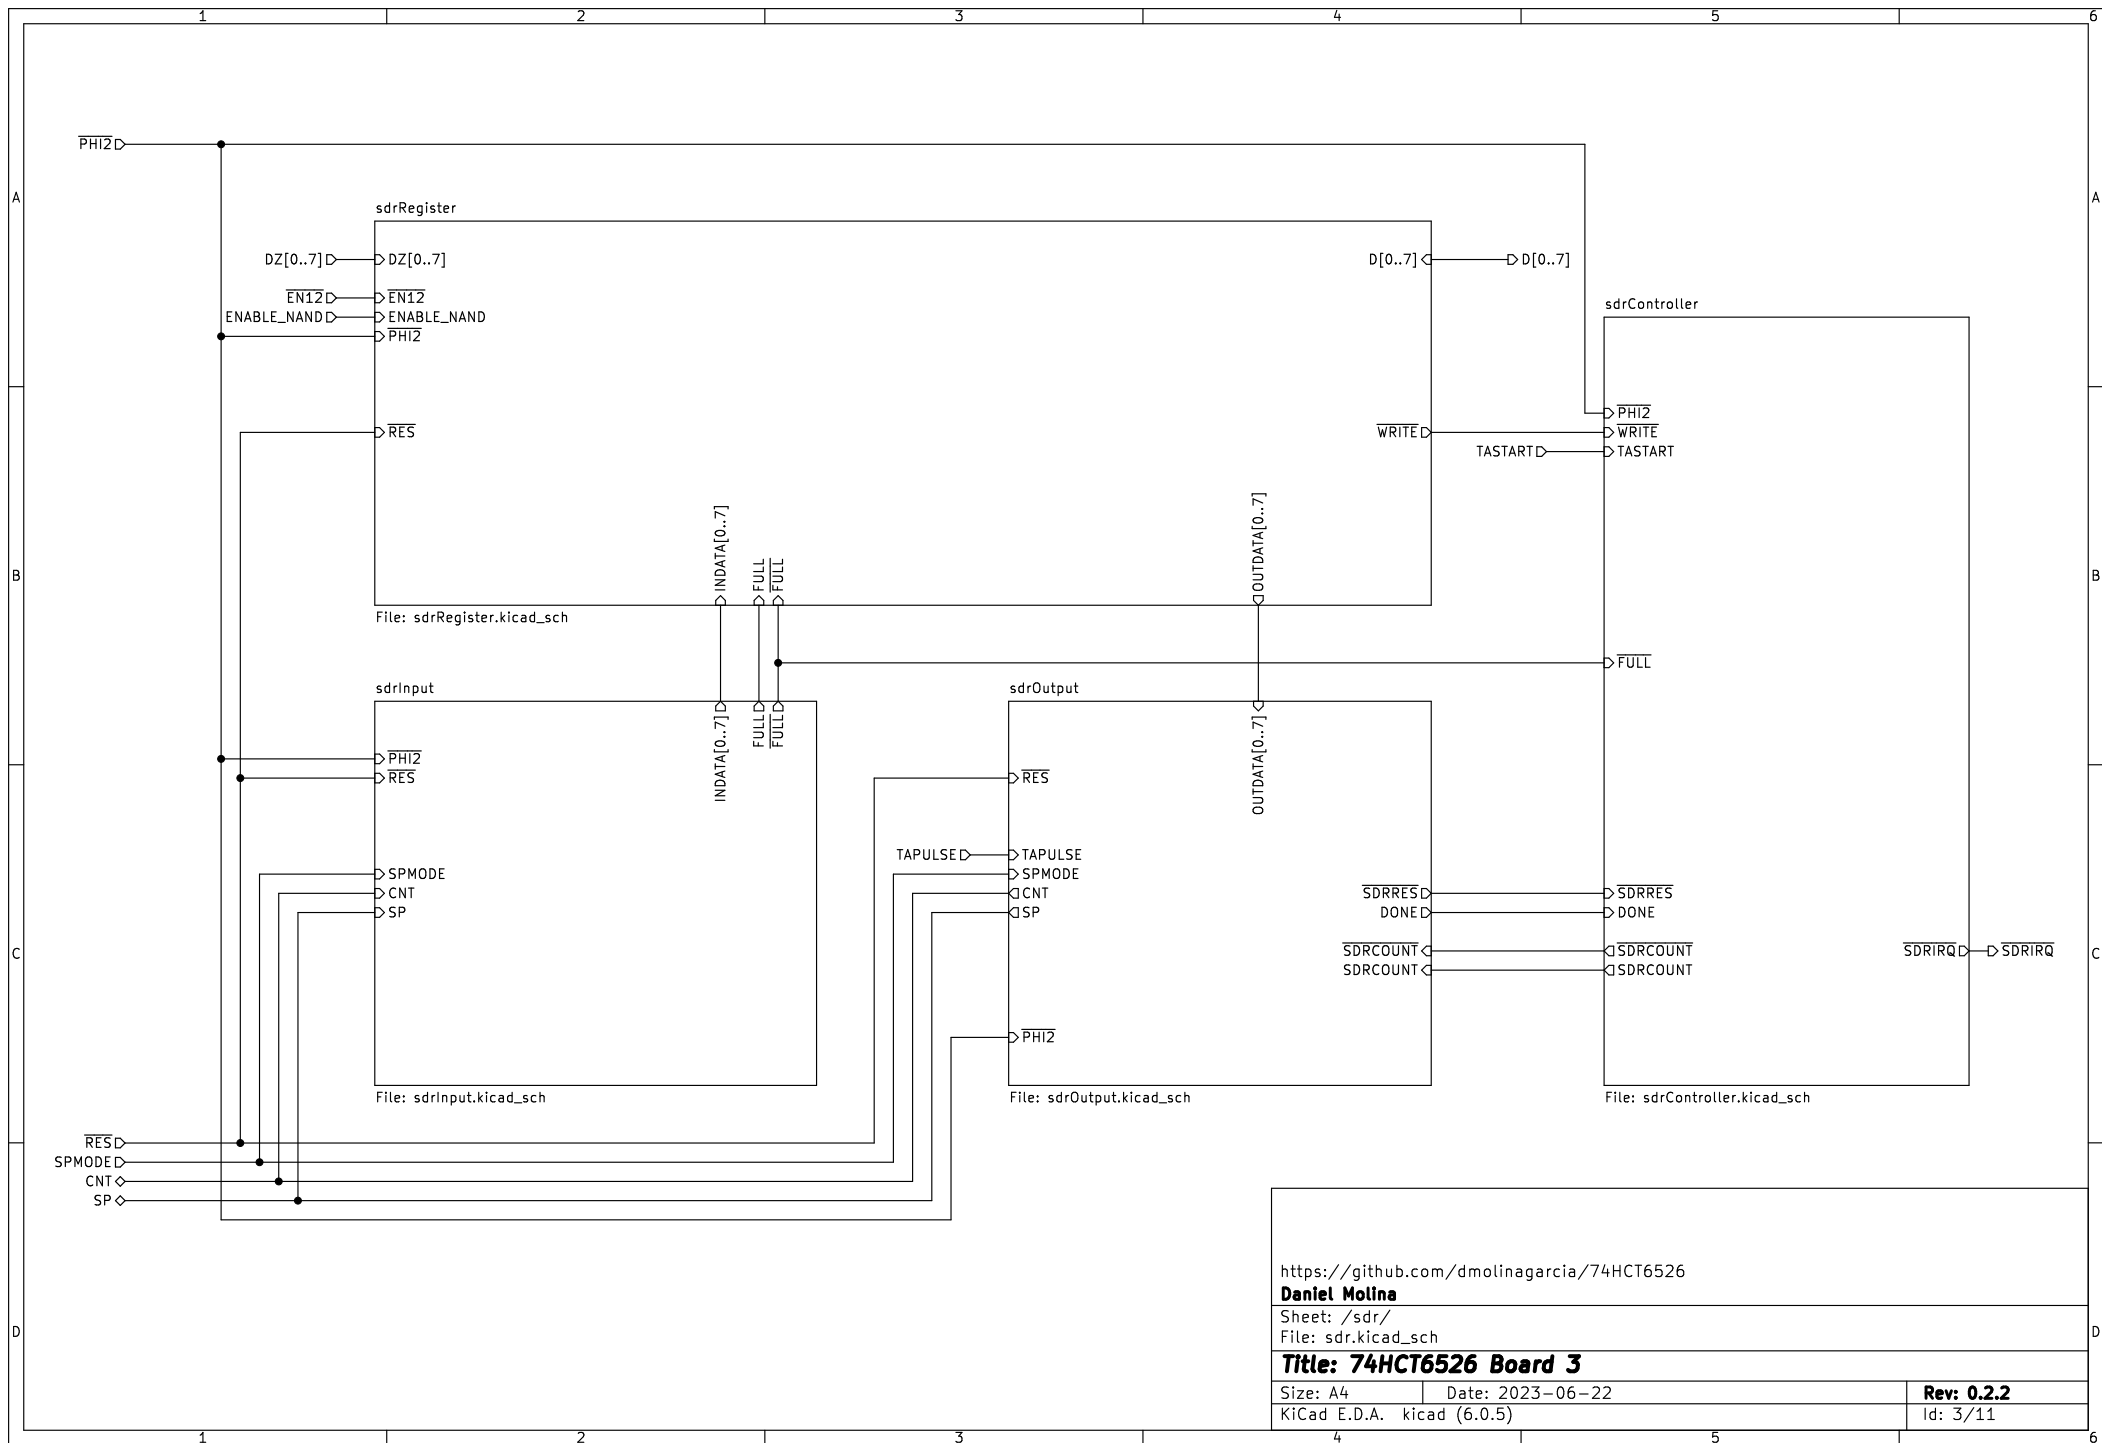 1 2 3 4 5 6
PHI2
A A
sdrRegister
DZ[0..7] DZ[0..7] D[0..7] D[0..7]
EN12 EN12
ENABLE_NAND ENABLE_NAND
PHI2
sdrController
PHI2
RES WRITE WRITE
TASTART TASTART
INDATA[0..7] FULL FULL OUTDATA[0..7]
B B
File: sdrRegister.kicad_sch
FULL
sdrInput sdrOutput
INDATA[0..7] FULL FULL OUTDATA[0..7]
PHI2
RES RES
TAPULSE TAPULSE
SPMODE SPMODE
CNT CNT SDRRES SDRRES
SP SP DONE DONE
C SDRCOUNT SDRCOUNT SDRIRQ SDRIRQ C
SDRCOUNT SDRCOUNT
PHI2
File: sdrInput.kicad_sch File: sdrOutput.kicad_sch File: sdrController.kicad_sch
RES
SPMODE
CNT
SP
https://github.com/dmolinagarcia/74HCT6526
Daniel Molina
Sheet: /sdr/
D D
File: sdr.kicad_sch
Title: 74HCT6526 Board 3
Size: A4 Date: 2023-06-22 Rev: 0.2.2
KiCad E.D.A. kicad (6.0.5) Id: 3/11
1 2 3 4 5 6